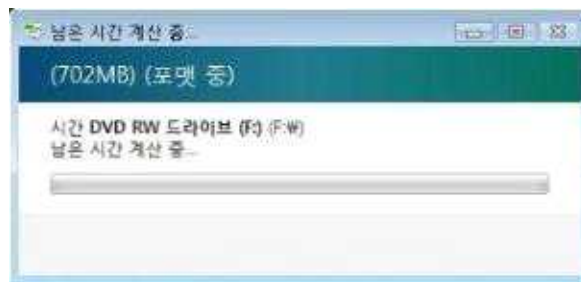 남은 시간 계산 중...
(702MB) (포맷 중)
시간 DVD RW 드라이브 (F:) (F:₩)
남은 시간 계산 중...